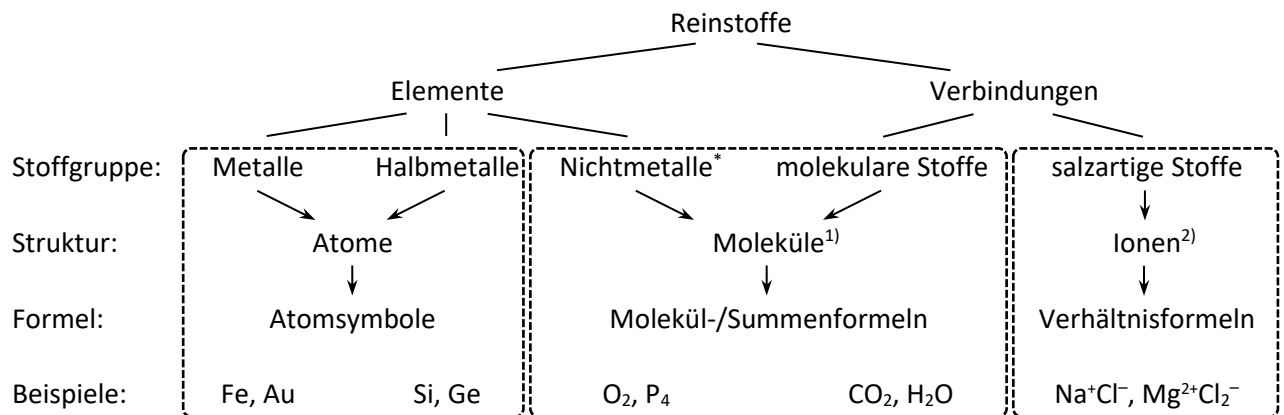 Reinstoffe
Elemente Verbindungen
Stoffgruppe: Metalle Halbmetalle Nichtmetalle* molekulare Stoffe salzartige Stoffe
Struktur: Atome Moleküle¹⁾ Ionen²⁾
Formel: Atomsymbole Molekül-/Summenformeln Verhältnisformeln
Beispiele: Fe, Au Si, Ge O₂, P₄ CO₂, H₂O Na⁺Cl⁻, Mg²⁺Cl₂⁻